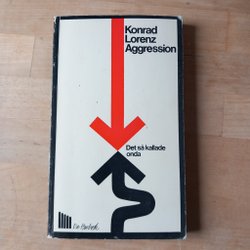 Konrad
Lorenz
Aggression
Det så kallade
onda